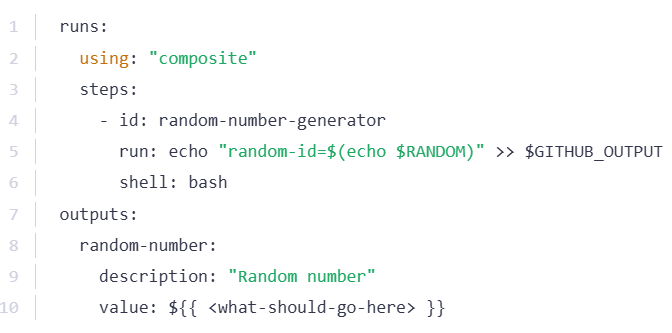 1 runs:
2   using: "composite"
3   steps:
4     - id: random-number-generator
5       run: echo "random-id=$(echo $RANDOM)" >> $GITHUB_OUTPUT
6       shell: bash
7 outputs:
8   random-number:
9     description: "Random number"
10     value: ${{ <what-should-go-here> }}